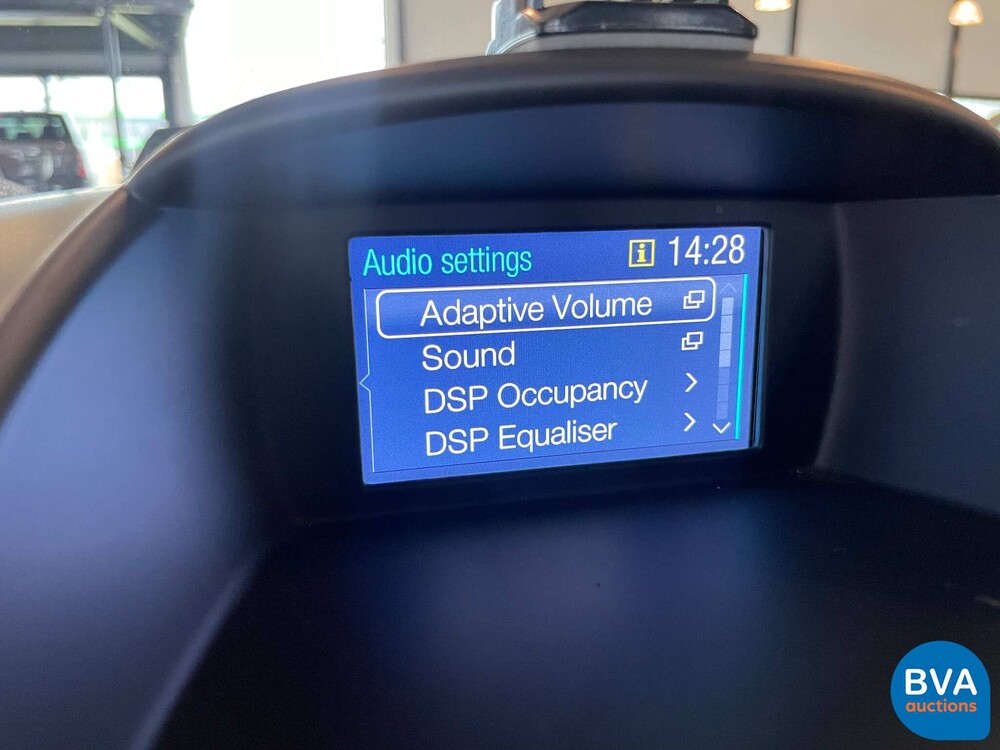 Audio settings i 14:28
Adaptive Volume
Sound
DSP Occupancy
DSP Equaliser
BVA
auctions